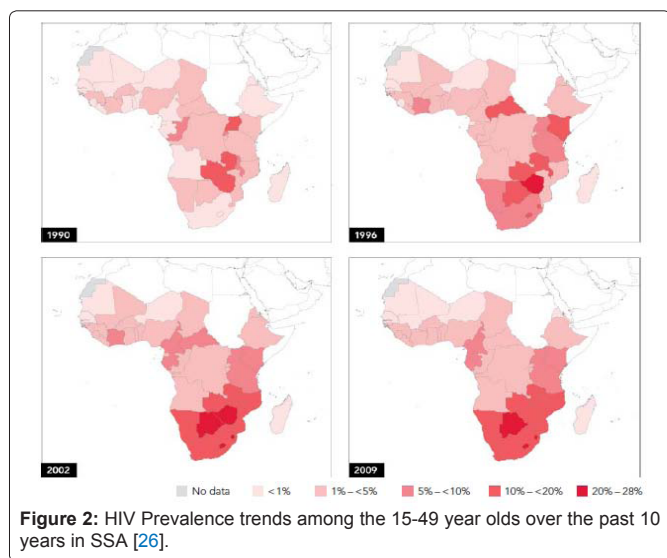 1990
1996
2002
2009
No data <1% 1% – <5% 5% – <10% 10% – <20% 20% – 28%
Figure 2: HIV Prevalence trends among the 15-49 year olds over the past 10
years in SSA [26].